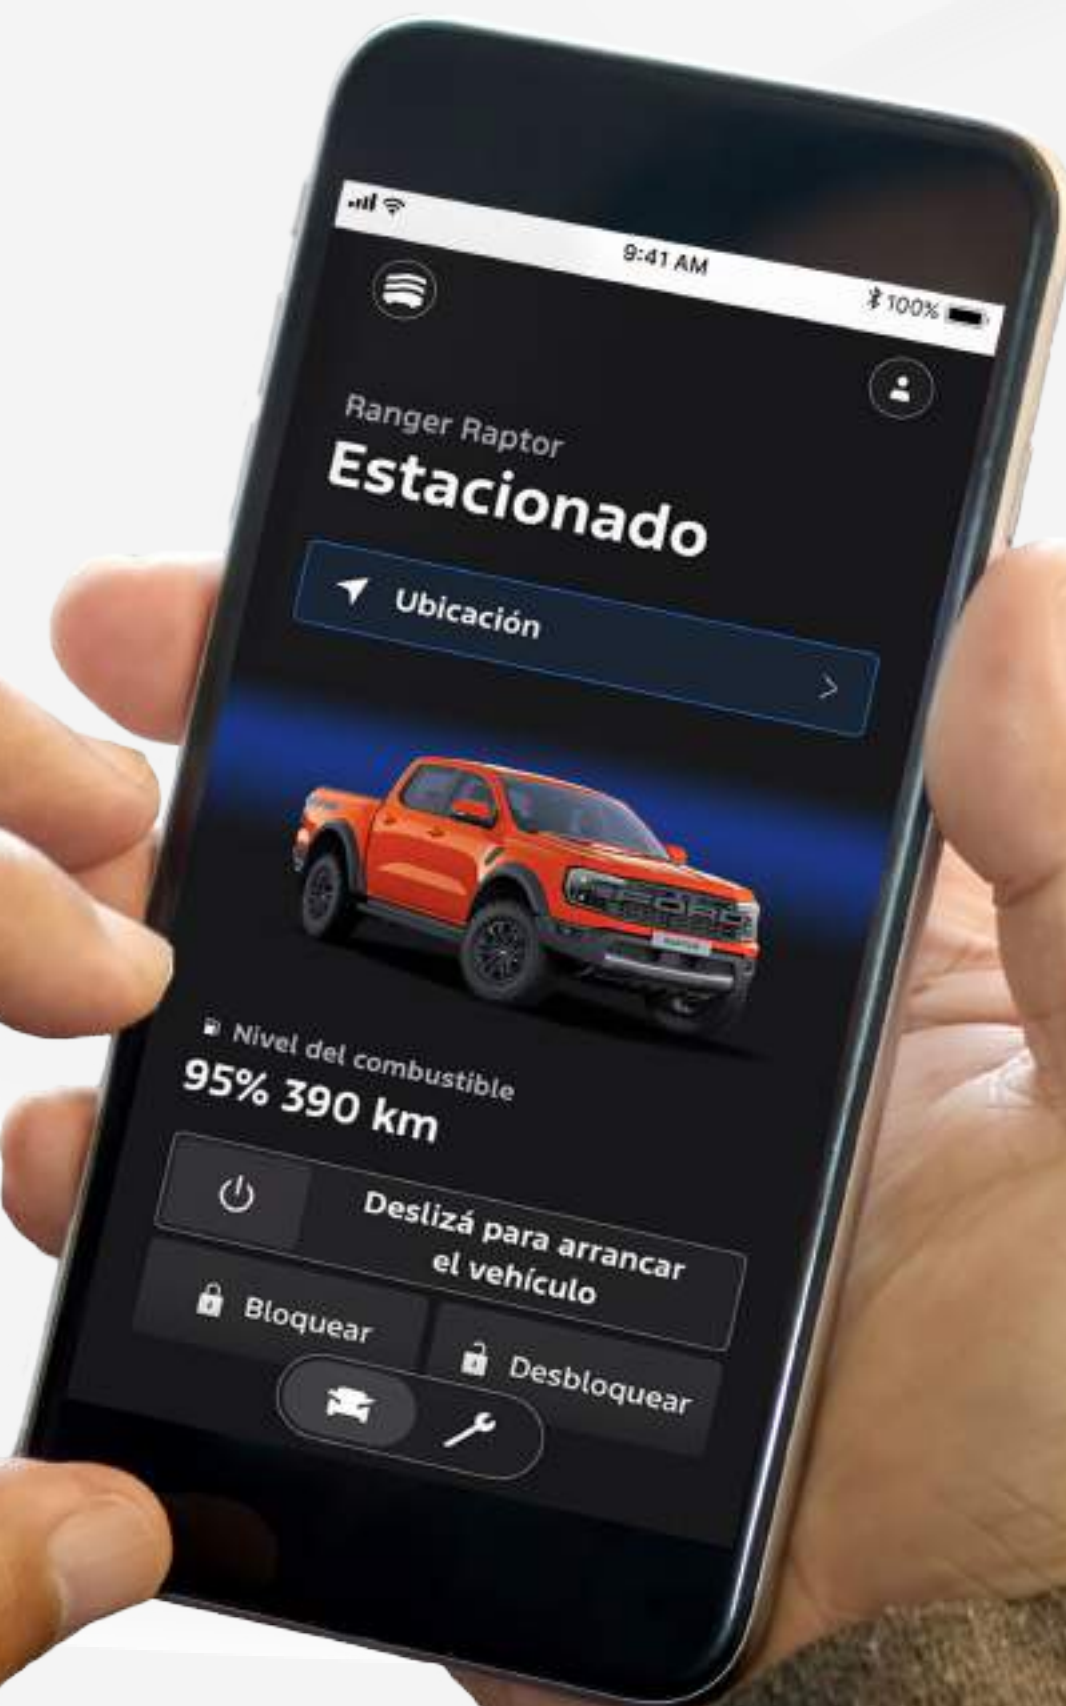 9:41 AM
100%
Ranger Raptor
Estacionado
Ubicación
FORD
Nivel del combustible
95% 390 km
Deslizá para arrancar
el vehículo
Bloquear
Desbloquear